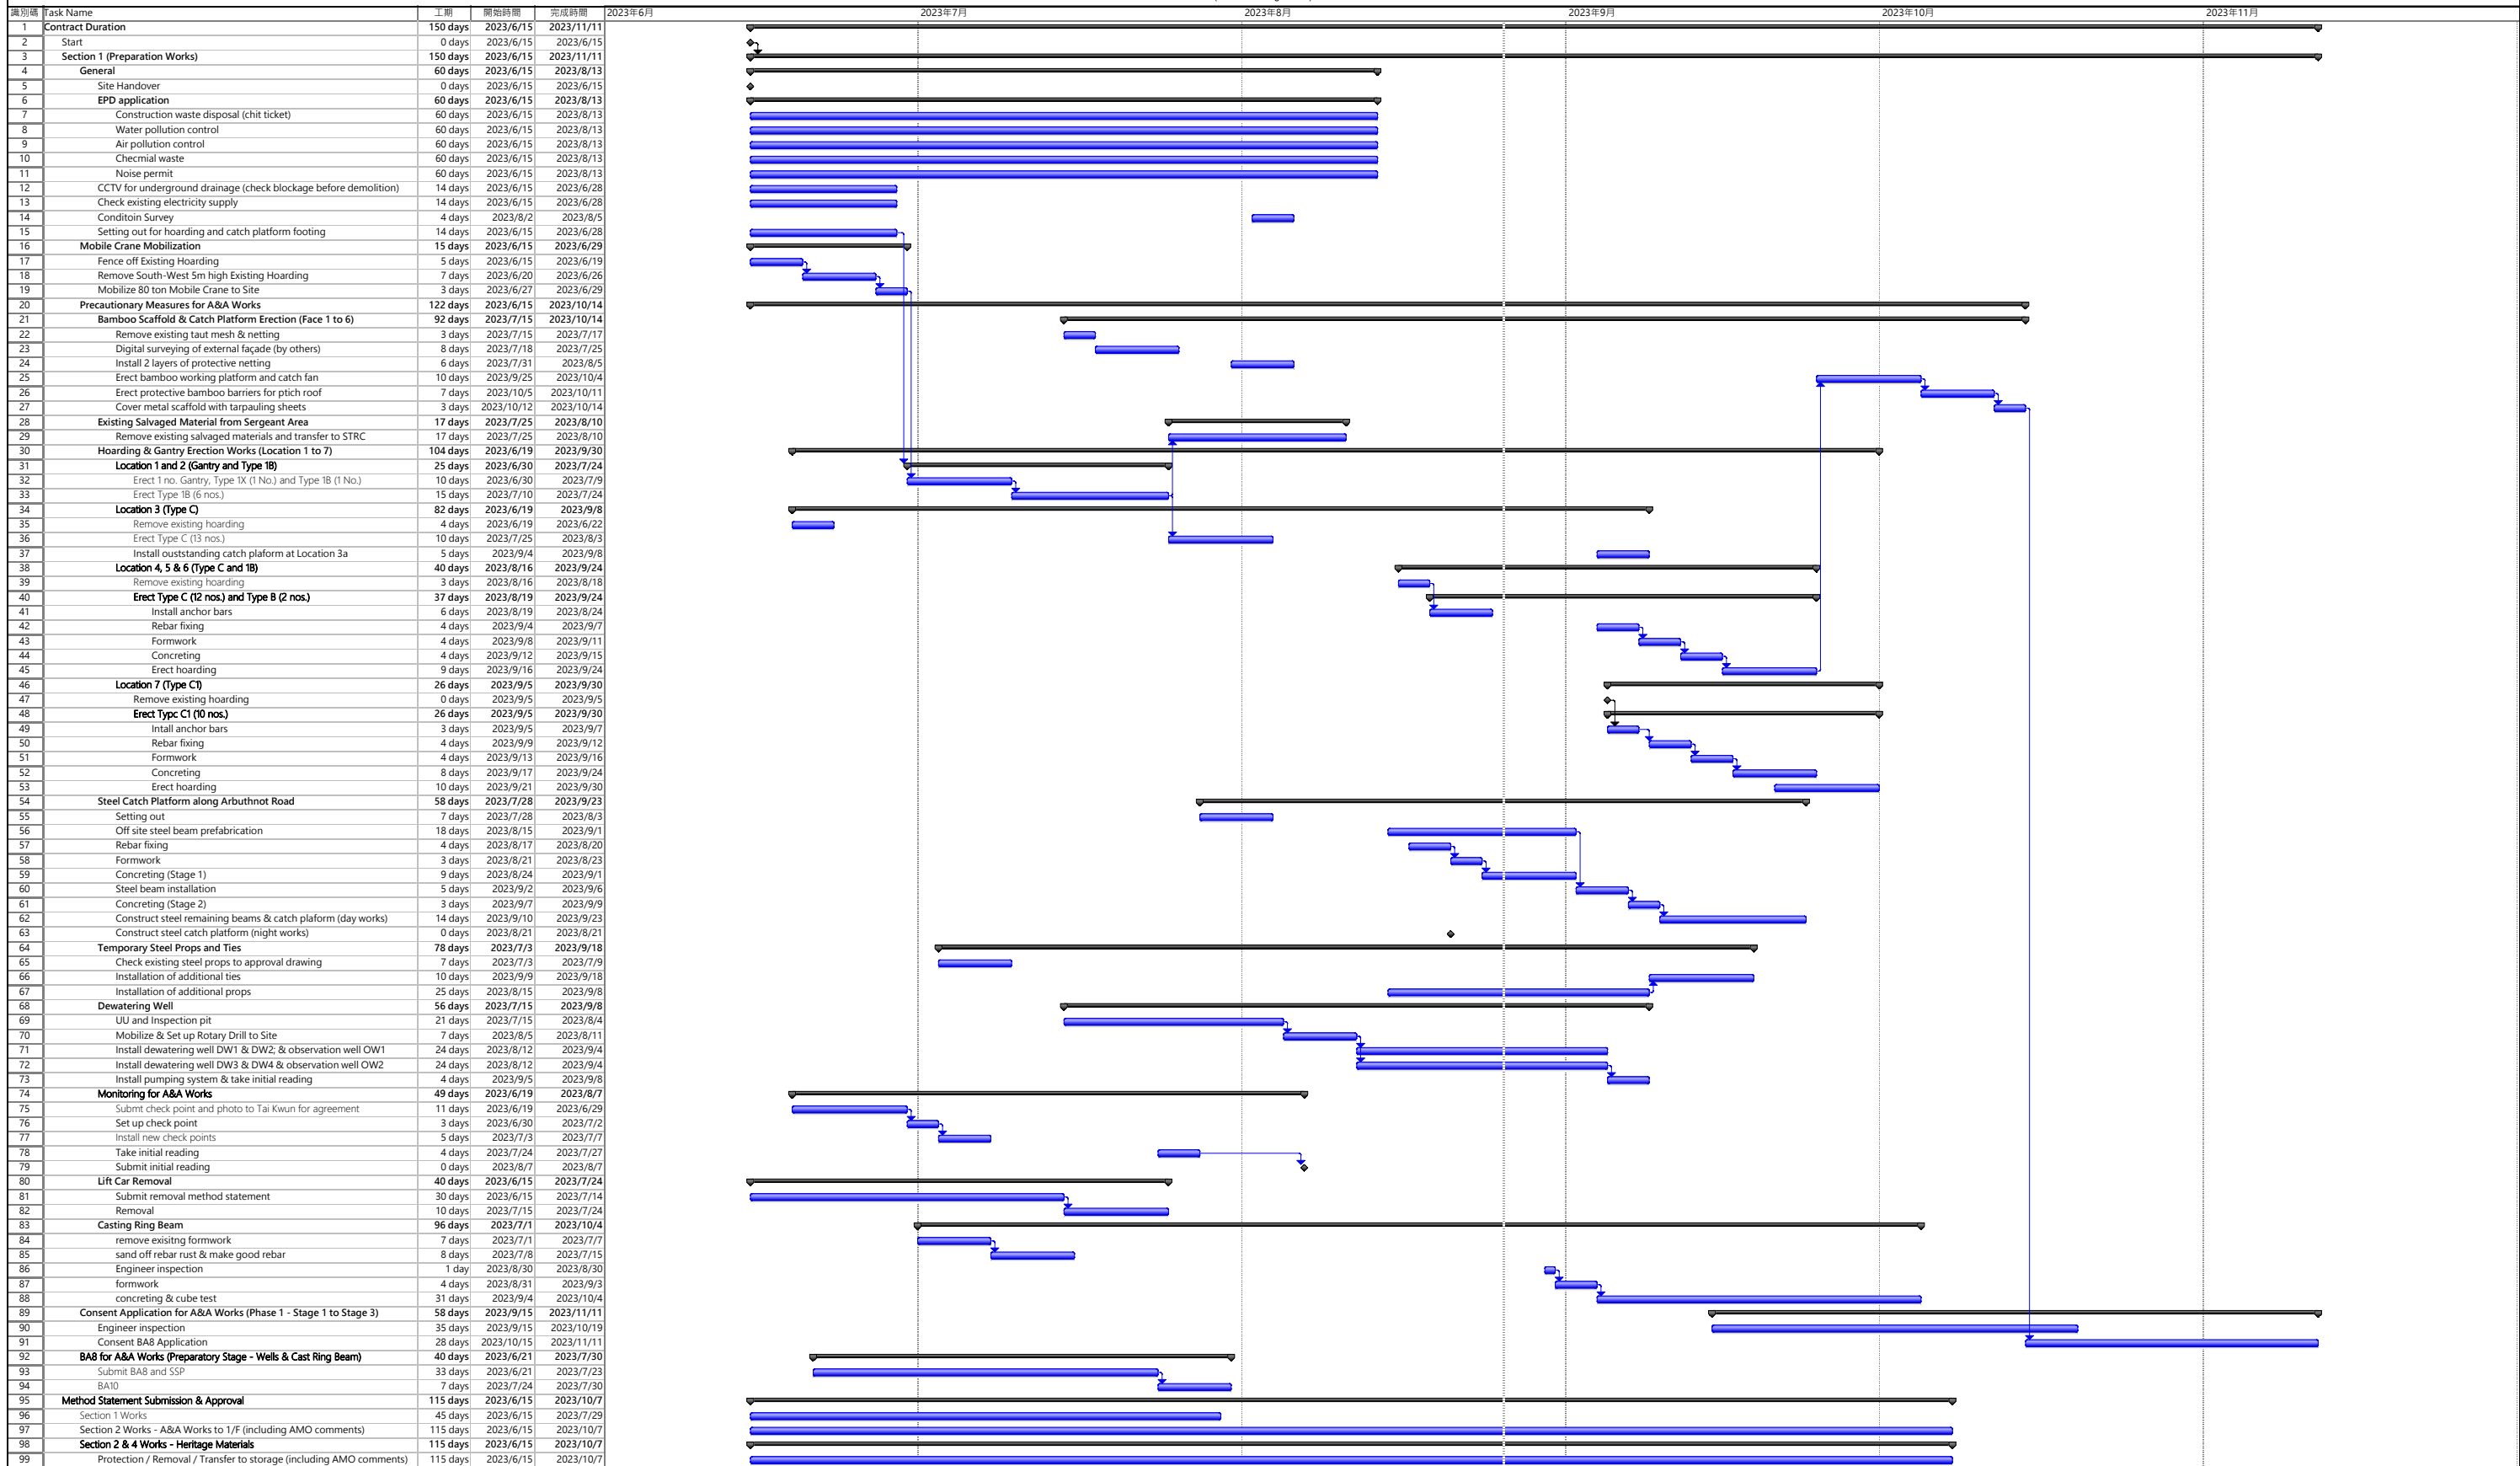 識別碼 Task Name 工期 開始時間 完成時間 2023年6月 2023年7月 2023年8月 2023年9月 2023年10月 2023年11月
1 Contract Duration 150 days 2023/6/15 2023/11/11
2 Start 0 days 2023/6/15 2023/6/15
3 Section 1 (Preparation Works) 150 days 2023/6/15 2023/11/11
4 General 60 days 2023/6/15 2023/8/13
5 Site Handover 0 days 2023/6/15 2023/6/15
6 EPD application 60 days 2023/6/15 2023/8/13
7 Construction waste disposal (chit ticket) 60 days 2023/6/15 2023/8/13
8 Water pollution control 60 days 2023/6/15 2023/8/13
9 Air pollution control 60 days 2023/6/15 2023/8/13
10 Checmial waste 60 days 2023/6/15 2023/8/13
11 Noise permit 60 days 2023/6/15 2023/8/13
12 CCTV for underground drainage (check blockage before demolition) 14 days 2023/6/15 2023/6/28
13 Check existing electricity supply 14 days 2023/6/15 2023/6/28
14 Conditoin Survey 4 days 2023/8/2 2023/8/5
15 Setting out for hoarding and catch platform footing 14 days 2023/6/15 2023/6/28
16 Mobile Crane Mobilization 15 days 2023/6/15 2023/6/29
17 Fence off Existing Hoarding 5 days 2023/6/15 2023/6/19
18 Remove South-West 5m high Existing Hoarding 7 days 2023/6/20 2023/6/26
19 Mobilize 80 ton Mobile Crane to Site 3 days 2023/6/27 2023/6/29
20 Precautionary Measures for A&A Works 122 days 2023/6/15 2023/10/14
21 Bamboo Scaffold & Catch Platform Erection (Face 1 to 6) 92 days 2023/7/15 2023/10/14
22 Remove existing taut mesh & netting 3 days 2023/7/15 2023/7/17
23 Digital surveying of external façade (by others) 8 days 2023/7/18 2023/7/25
24 Install 2 layers of protective netting 6 days 2023/7/31 2023/8/5
25 Erect bamboo working platform and catch fan 10 days 2023/9/25 2023/10/4
26 Erect protective bamboo barriers for ptich roof 7 days 2023/10/5 2023/10/11
27 Cover metal scaffold with tarpauling sheets 3 days 2023/10/12 2023/10/14
28 Existing Salvaged Material from Sergeant Area 17 days 2023/7/25 2023/8/10
29 Remove existing salvaged materials and transfer to STRC 17 days 2023/7/25 2023/8/10
30 Hoarding & Gantry Erection Works (Location 1 to 7) 104 days 2023/6/19 2023/9/30
31 Location 1 and 2 (Gantry and Type 1B) 25 days 2023/6/30 2023/7/24
32 Erect 1 no. Gantry, Type 1X (1 No.) and Type 1B (1 No.) 10 days 2023/6/30 2023/7/9
33 Erect Type 1B (6 nos.) 15 days 2023/7/10 2023/7/24
34 Location 3 (Type C) 82 days 2023/6/19 2023/9/8
35 Remove existing hoarding 4 days 2023/6/19 2023/6/22
36 Erect Type C (13 nos.) 10 days 2023/7/25 2023/8/3
37 Install ouststanding catch plaform at Location 3a 5 days 2023/9/4 2023/9/8
38 Location 4, 5 & 6 (Type C and 1B) 40 days 2023/8/16 2023/9/24
39 Remove existing hoarding 3 days 2023/8/16 2023/8/18
40 Erect Type C (12 nos.) and Type B (2 nos.) 37 days 2023/8/19 2023/9/24
41 Install anchor bars 6 days 2023/8/19 2023/8/24
42 Rebar fixing 4 days 2023/9/4 2023/9/7
43 Formwork 4 days 2023/9/8 2023/9/11
44 Concreting 4 days 2023/9/12 2023/9/15
45 Erect hoarding 9 days 2023/9/16 2023/9/24
46 Location 7 (Type C1) 26 days 2023/9/5 2023/9/30
47 Remove existing hoarding 0 days 2023/9/5 2023/9/5
48 Erect Typc C1 (10 nos.) 26 days 2023/9/5 2023/9/30
49 Intall anchor bars 3 days 2023/9/5 2023/9/7
50 Rebar fixing 4 days 2023/9/9 2023/9/12
51 Formwork 4 days 2023/9/13 2023/9/16
52 Concreting 8 days 2023/9/17 2023/9/24
53 Erect hoarding 10 days 2023/9/21 2023/9/30
54 Steel Catch Platform along Arbuthnot Road 58 days 2023/7/28 2023/9/23
55 Setting out 7 days 2023/7/28 2023/8/3
56 Off site steel beam prefabrication 18 days 2023/8/15 2023/9/1
57 Rebar fixing 4 days 2023/8/17 2023/8/20
58 Formwork 3 days 2023/8/21 2023/8/23
59 Concreting (Stage 1) 9 days 2023/8/24 2023/9/1
60 Steel beam installation 5 days 2023/9/2 2023/9/6
61 Concreting (Stage 2) 3 days 2023/9/7 2023/9/9
62 Construct steel remaining beams & catch plaform (day works) 14 days 2023/9/10 2023/9/23
63 Construct steel catch platform (night works) 0 days 2023/8/21 2023/8/21
64 Temporary Steel Props and Ties 78 days 2023/7/3 2023/9/18
65 Check existing steel props to approval drawing 7 days 2023/7/3 2023/7/9
66 Installation of additional ties 10 days 2023/9/9 2023/9/18
67 Installation of additional props 25 days 2023/8/15 2023/9/8
68 Dewatering Well 56 days 2023/7/15 2023/9/8
69 UU and Inspection pit 21 days 2023/7/15 2023/8/4
70 Mobilize & Set up Rotary Drill to Site 7 days 2023/8/5 2023/8/11
71 Install dewatering well DW1 & DW2; & observation well OW1 24 days 2023/8/12 2023/9/4
72 Install dewatering well DW3 & DW4 & observation well OW2 24 days 2023/8/12 2023/9/4
73 Install pumping system & take initial reading 4 days 2023/9/5 2023/9/8
74 Monitoring for A&A Works 49 days 2023/6/19 2023/8/7
75 Submt check point and photo to Tai Kwun for agreement 11 days 2023/6/19 2023/6/29
76 Set up check point 3 days 2023/6/30 2023/7/2
77 Install new check points 5 days 2023/7/3 2023/7/7
78 Take initial reading 4 days 2023/7/24 2023/7/27
79 Submit initial reading 0 days 2023/8/7 2023/8/7
80 Lift Car Removal 40 days 2023/6/15 2023/7/24
81 Submit removal method statement 30 days 2023/6/15 2023/7/14
82 Removal 10 days 2023/7/15 2023/7/24
83 Casting Ring Beam 96 days 2023/7/1 2023/10/4
84 remove exisitng formwork 7 days 2023/7/1 2023/7/7
85 sand off rebar rust & make good rebar 8 days 2023/7/8 2023/7/15
86 Engineer inspection 1 day 2023/8/30 2023/8/30
87 formwork 4 days 2023/8/31 2023/9/3
88 concreting & cube test 31 days 2023/9/4 2023/10/4
89 Consent Application for A&A Works (Phase 1 - Stage 1 to Stage 3) 58 days 2023/9/15 2023/11/11
90 Engineer inspection 35 days 2023/9/15 2023/10/19
91 Consent BA8 Application 28 days 2023/10/15 2023/11/11
92 BA8 for A&A Works (Preparatory Stage - Wells & Cast Ring Beam) 40 days 2023/6/21 2023/7/30
93 Submit BA8 and SSP 33 days 2023/6/21 2023/7/23
94 BA10 7 days 2023/7/24 2023/7/30
95 Method Statement Submission & Approval 115 days 2023/6/15 2023/10/7
96 Section 1 Works 45 days 2023/6/15 2023/7/29
97 Section 2 Works - A&A Works to 1/F (including AMO comments) 115 days 2023/6/15 2023/10/7
98 Section 2 & 4 Works - Heritage Materials 115 days 2023/6/15 2023/10/7
99 Protection / Removal / Transfer to storage (including AMO comments) 115 days 2023/6/15 2023/10/7